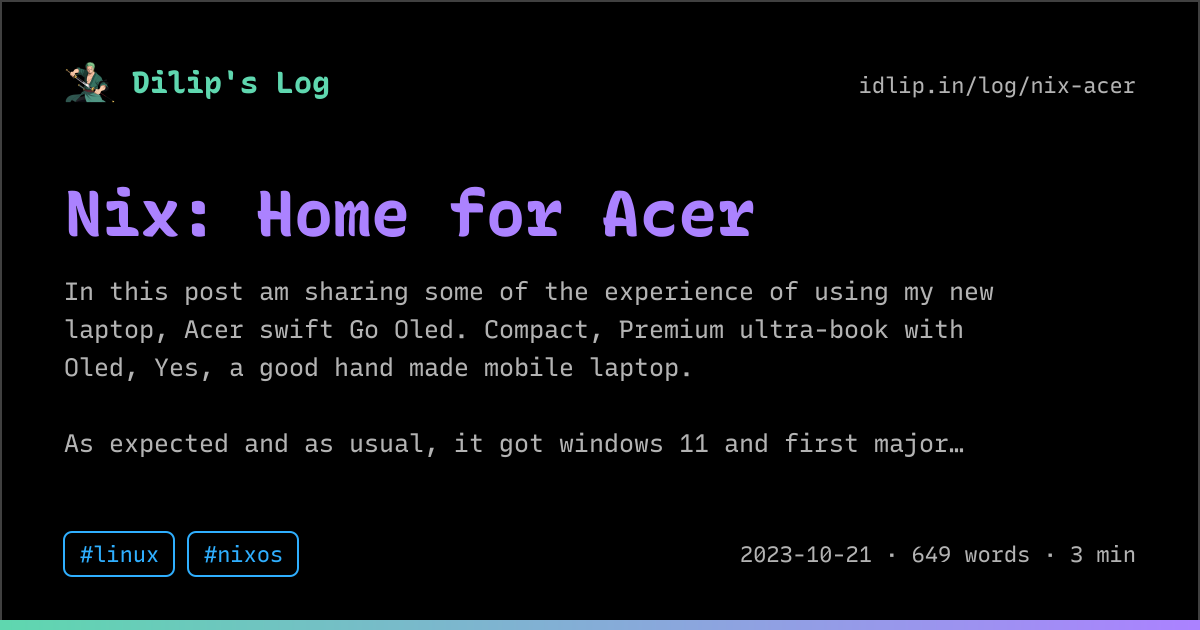 Dilip's Log
idlip.in/log/nix-acer
Nix: Home for Acer
In this post am sharing some of the experience of using my new
laptop, Acer swift Go Oled. Compact, Premium ultra-book with
Oled, Yes, a good hand made mobile laptop.
As expected and as usual, it got windows 11 and first major…
#linux #nixos
2023-10-21 · 649 words · 3 min